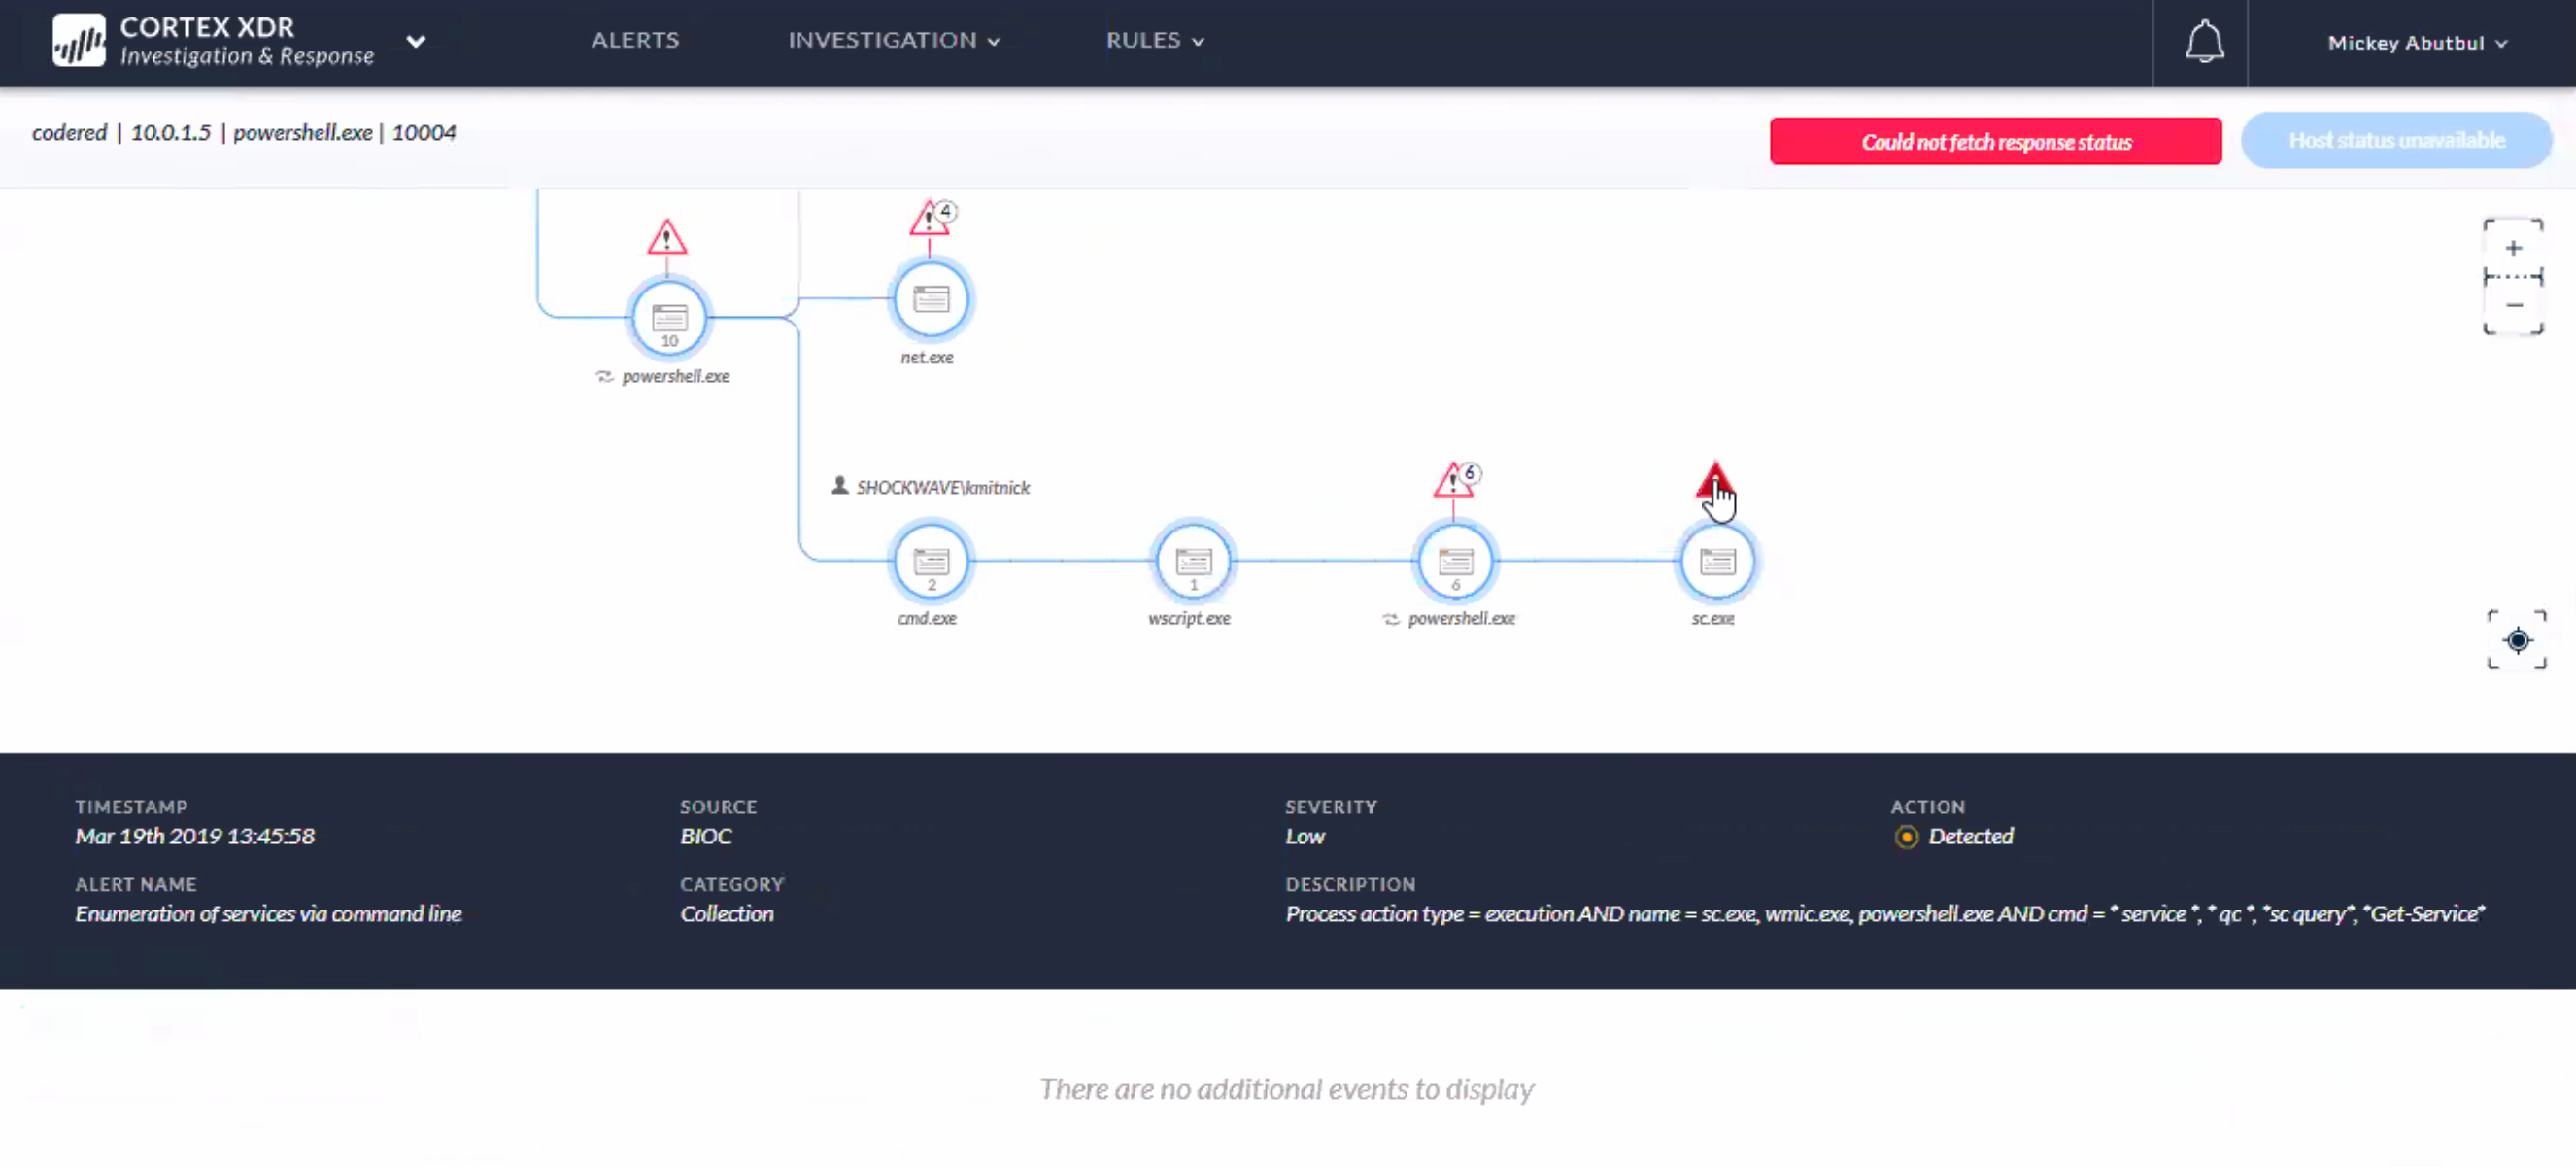 CORTEX XDR
Investigation & Response
ALERTS
INVESTIGATION
RULES
Mickey Abutbul
codered | 10.0.1.5 | powershell.exe | 10004
Could not fetch response status
Host status unavailable
4
10
powershell.exe
net.exe
SHOCKWAVE\kmitnick
6
2
1
6
cmd.exe
wscript.exe
powershell.exe
sc.exe
TIMESTAMP
Mar 19th 2019 13:45:58
SOURCE
BIOC
SEVERITY
Low
ACTION
Detected
ALERT NAME
Enumeration of services via command line
CATEGORY
Collection
DESCRIPTION
Process action type = execution AND name = sc.exe, wmic.exe, powershell.exe AND cmd = * service *, * qc *, *sc query*, *Get-Service*
There are no additional events to display